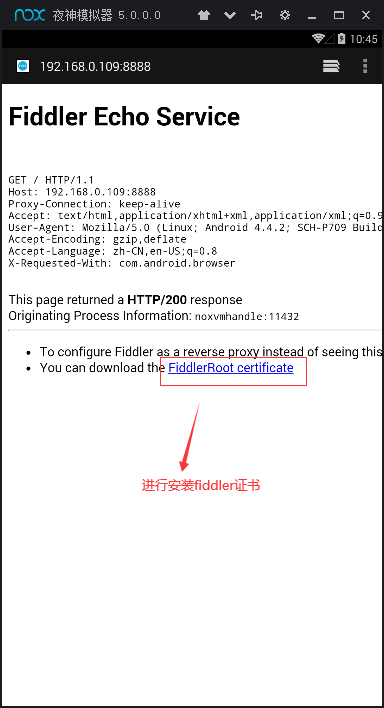 nox 夜神模拟器 5.0.0.0
10:45
192.168.0.109:8888
Fiddler Echo Service
GET / HTTP/1.1
Host: 192.168.0.109:8888
Proxy-Connection: keep-alive
Accept: text/html,application/xhtml+xml,application/xml;q=0.9
User-Agent: Mozilla/5.0 (Linux; Android 4.4.2; SCH-P709 Build
Accept-Encoding: gzip,deflate
Accept-Language: zh-CN,en-US;q=0.8
X-Requested-With: com.android.browser
This page returned a HTTP/200 response
Originating Process Information: noxvmhandle:11432
• To configure Fiddler as a reverse proxy instead of seeing this
• You can download the FiddlerRoot certificate
进行安装fiddler证书